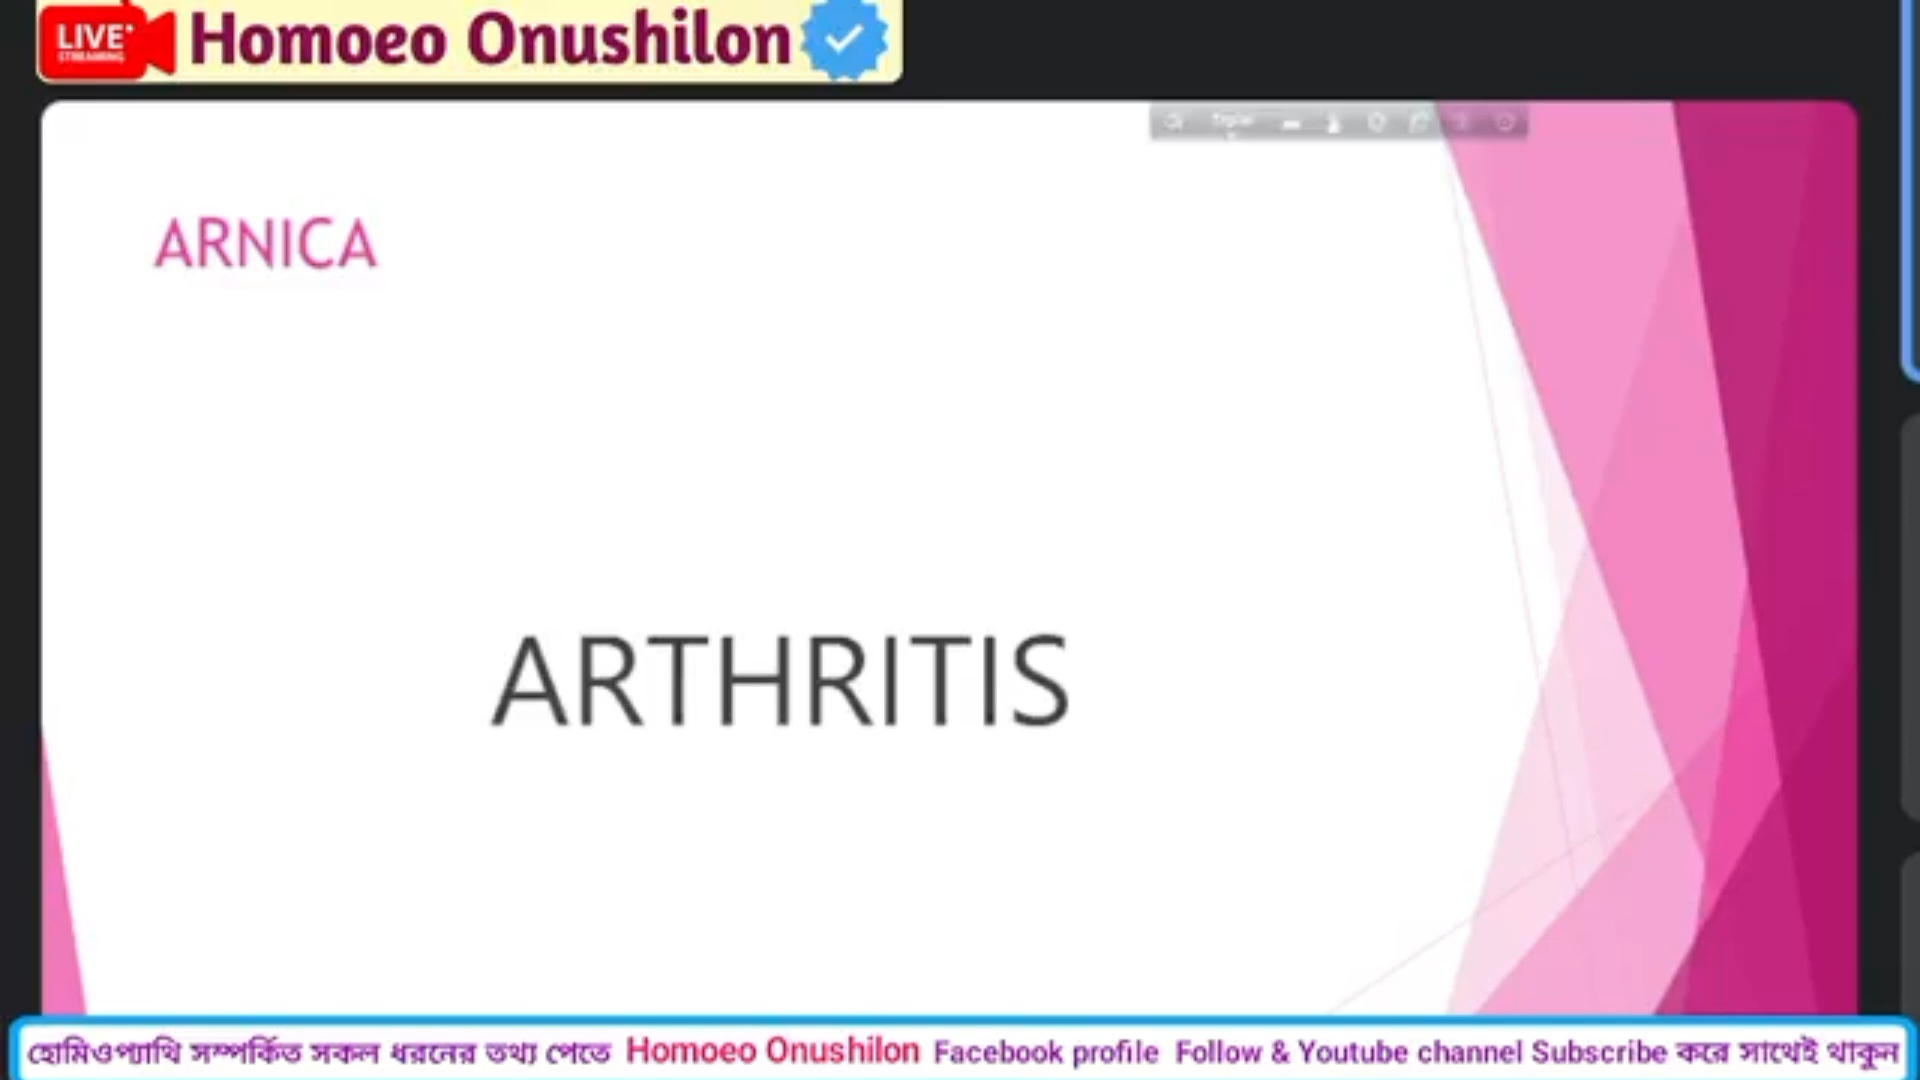 LIVE
STREAMING
Homoeo Onushilon
ARNICA
ARTHRITIS
হোমিওপ্যাথি সম্পর্কিত সকল ধরনের তথ্য পেতে Homoeo Onushilon Facebook profile Follow & Youtube channel Subscribe করে সাথেই থাকুন